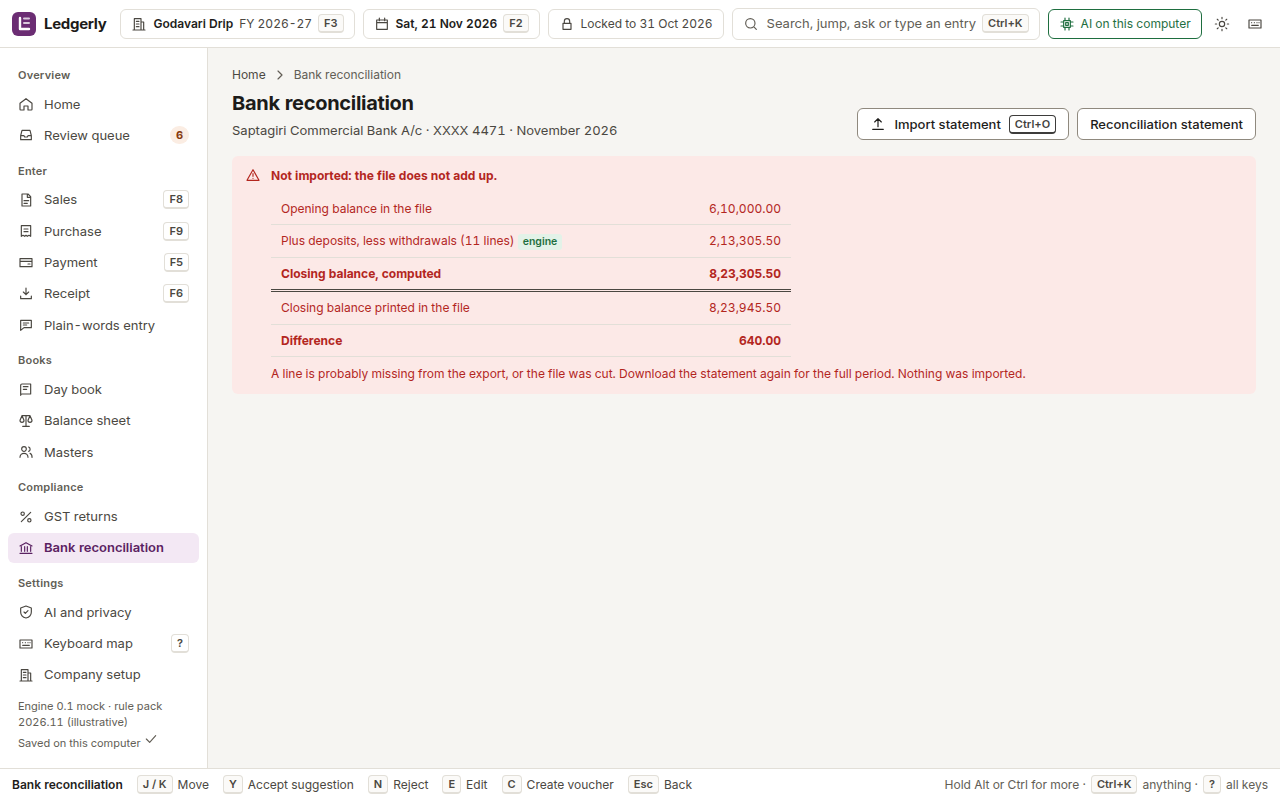 Ledgerly
Godavari Drip FY 2026-27 F3
Sat, 21 Nov 2026 F2
Locked to 31 Oct 2026
Search, jump, ask or type an entry Ctrl+K
AI on this computer
Overview
Home
Review queue 6
Enter
Sales F8
Purchase F9
Payment F5
Receipt F6
Plain-words entry
Books
Day book
Balance sheet
Masters
Compliance
GST returns
Bank reconciliation
Settings
AI and privacy
Keyboard map ?
Company setup
Engine 0.1 mock · rule pack
2026.11 (illustrative)
Saved on this computer
Home > Bank reconciliation
Bank reconciliation
Saptagiri Commercial Bank A/c · XXXX 4471 · November 2026
Import statement Ctrl+O
Reconciliation statement
Not imported: the file does not add up.
Opening balance in the file 6,10,000.00
Plus deposits, less withdrawals (11 lines) engine 2,13,305.50
Closing balance, computed 8,23,305.50
Closing balance printed in the file 8,23,945.50
Difference 640.00
A line is probably missing from the export, or the file was cut. Download the statement again for the full period. Nothing was imported.
Bank reconciliation J / K Move Y Accept suggestion N Reject E Edit C Create voucher Esc Back
Hold Alt or Ctrl for more · Ctrl+K anything · ? all keys